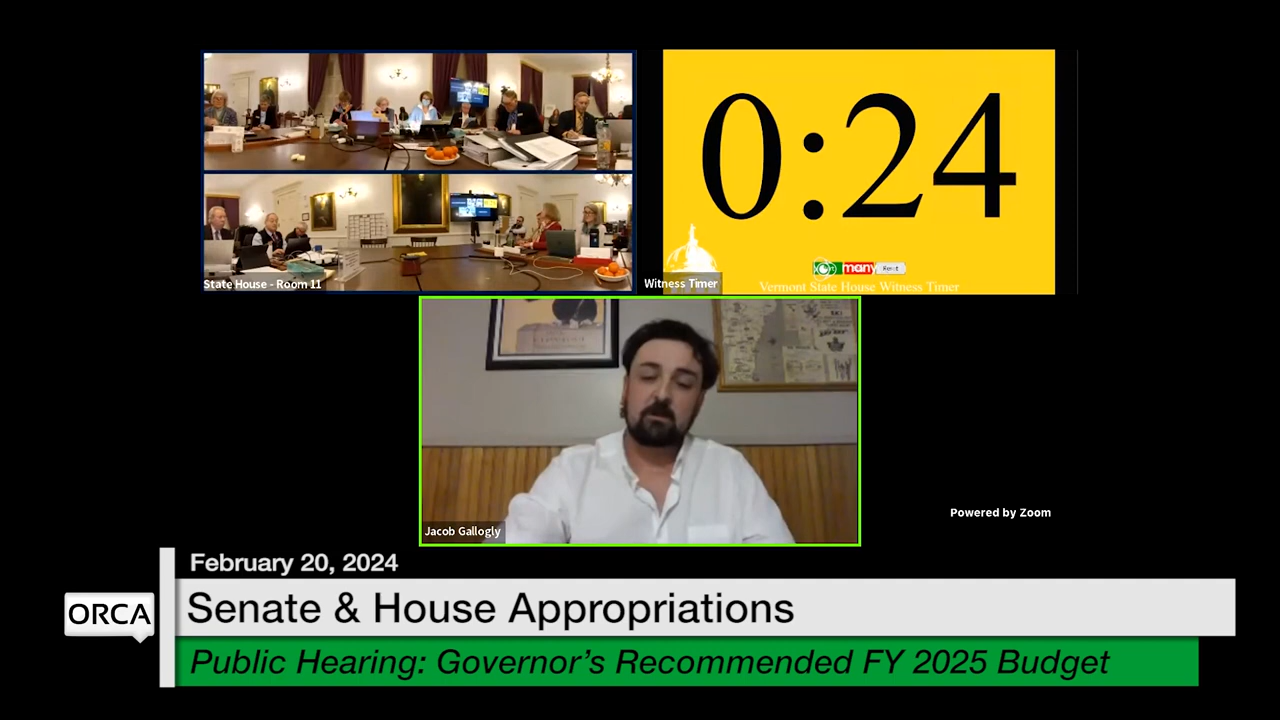 0:24
many
State House - Room 11
Witness Timer
Vermont State House Witness Timer
Jacob Gallogly
Powered by Zoom
February 20, 2024
ORCA
Senate & House Appropriations
Public Hearing: Governor's Recommended FY 2025 Budget